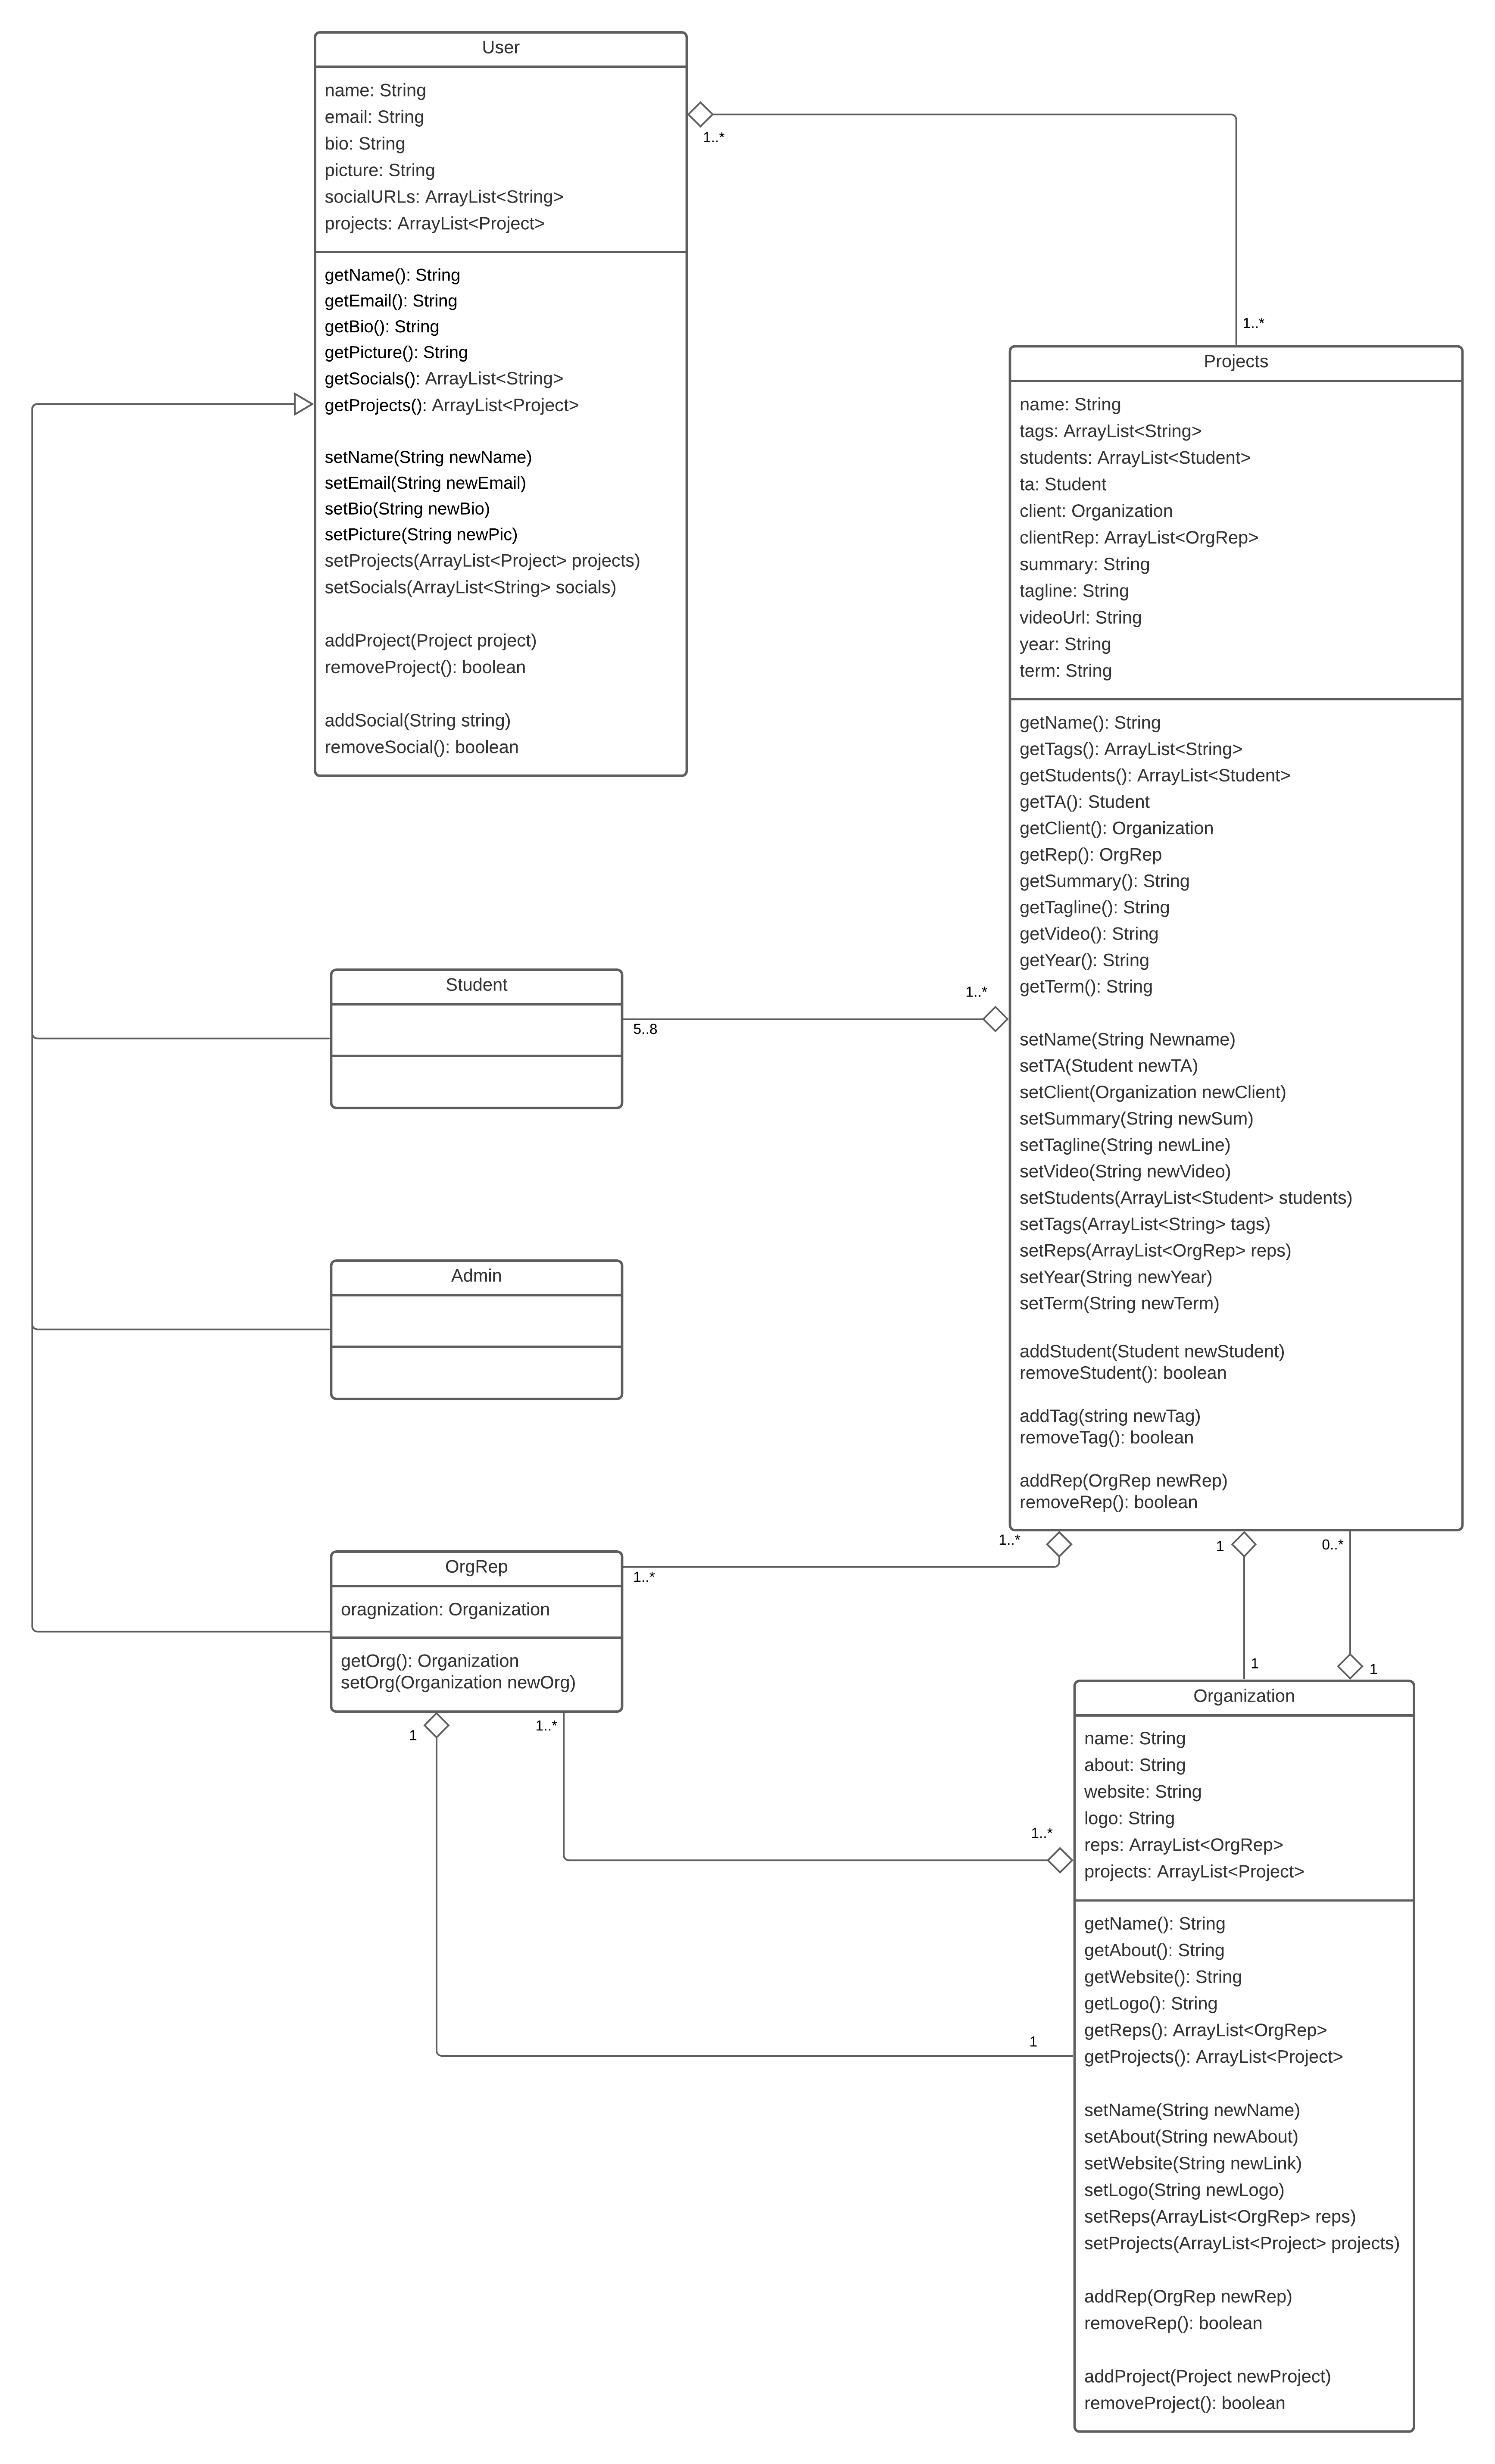 User
name: String
email: String
bio: String
picture: String
socialURLs: ArrayList<String>
projects: ArrayList<Project>
getName(): String
getEmail(): String
getBio(): String
getPicture(): String
getSocials(): ArrayList<String>
getProjects(): ArrayList<Project>
setName(String newName)
setEmail(String newEmail)
setBio(String newBio)
setPicture(String newPic)
setProjects(ArrayList<Project> projects)
setSocials(ArrayList<String> socials)
addProject(Project project)
removeProject(): boolean
addSocial(String string)
removeSocial(): boolean
1..*
1..*
Projects
name: String
tags: ArrayList<String>
students: ArrayList<Student>
ta: Student
client: Organization
clientRep: ArrayList<OrgRep>
summary: String
tagline: String
videoUrl: String
year: String
term: String
getName(): String
getTags(): ArrayList<String>
getStudents(): ArrayList<Student>
getTA(): Student
getClient(): Organization
getRep(): OrgRep
getSummary(): String
getTagline(): String
getVideo(): String
getYear(): String
getTerm(): String
setName(String Newname)
setTA(Student newTA)
setClient(Organization newClient)
setSummary(String newSum)
setTagline(String newLine)
setVideo(String newVideo)
setStudents(ArrayList<Student> students)
setTags(ArrayList<String> tags)
setReps(ArrayList<OrgRep> reps)
setYear(String newYear)
setTerm(String newTerm)
addStudent(Student newStudent)
removeStudent(): boolean
addTag(string newTag)
removeTag(): boolean
addRep(OrgRep newRep)
removeRep(): boolean
Student
5..8
1..*
Admin
OrgRep
oragnization: Organization
getOrg(): Organization
setOrg(Organization newOrg)
1..*
1..*
1
1
0..*
1
1
1..*
1..*
1
Organization
name: String
about: String
website: String
logo: String
reps: ArrayList<OrgRep>
projects: ArrayList<Project>
getName(): String
getAbout(): String
getWebsite(): String
getLogo(): String
getReps(): ArrayList<OrgRep>
getProjects(): ArrayList<Project>
setName(String newName)
setAbout(String newAbout)
setWebsite(String newLink)
setLogo(String newLogo)
setReps(ArrayList<OrgRep> reps)
setProjects(ArrayList<Project> projects)
addRep(OrgRep newRep)
removeRep(): boolean
addProject(Project newProject)
removeProject(): boolean